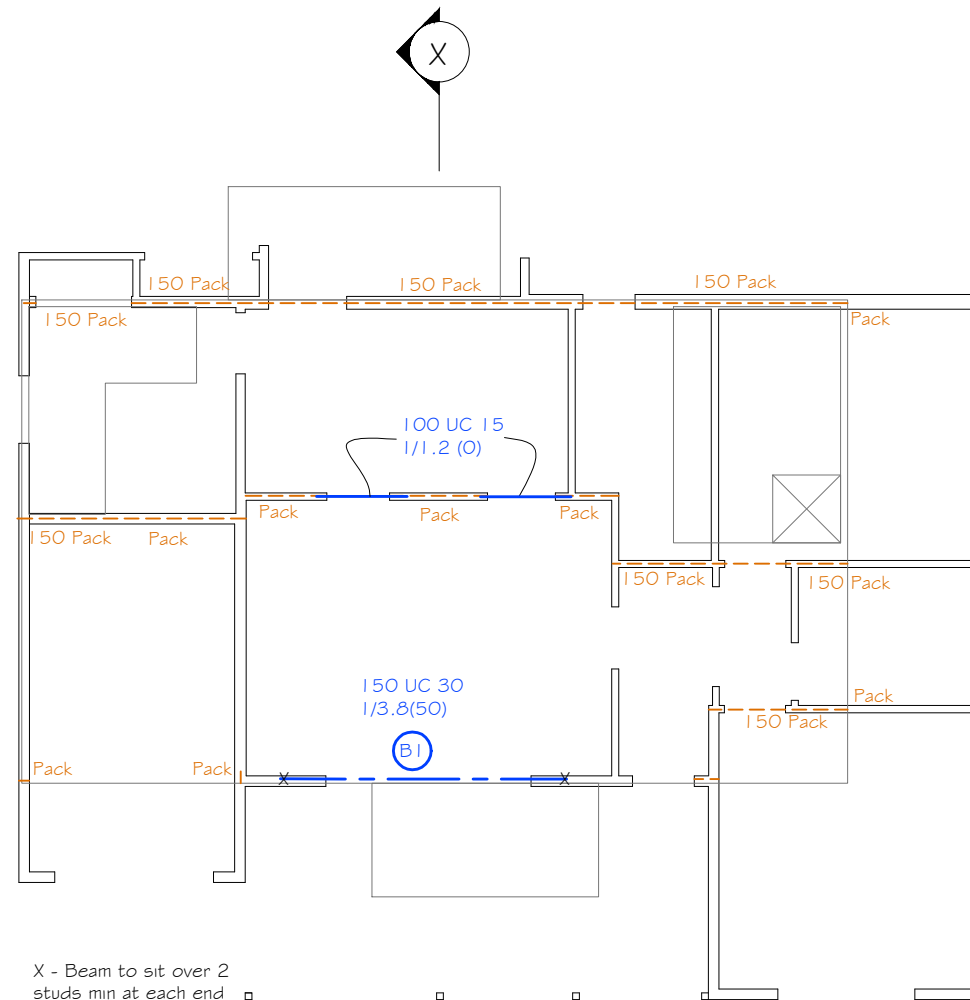 X
150 Pack
150 Pack
150 Pack
150 Pack
Pack
100 UC 15
1/1.2 (0)
Pack
Pack
Pack
150 Pack
Pack
150 Pack
150 Pack
150 UC 30
1/3.8(50)
Pack
150 Pack
B1
Pack
Pack
X
X
X - Beam to sit over 2
studs min at each end